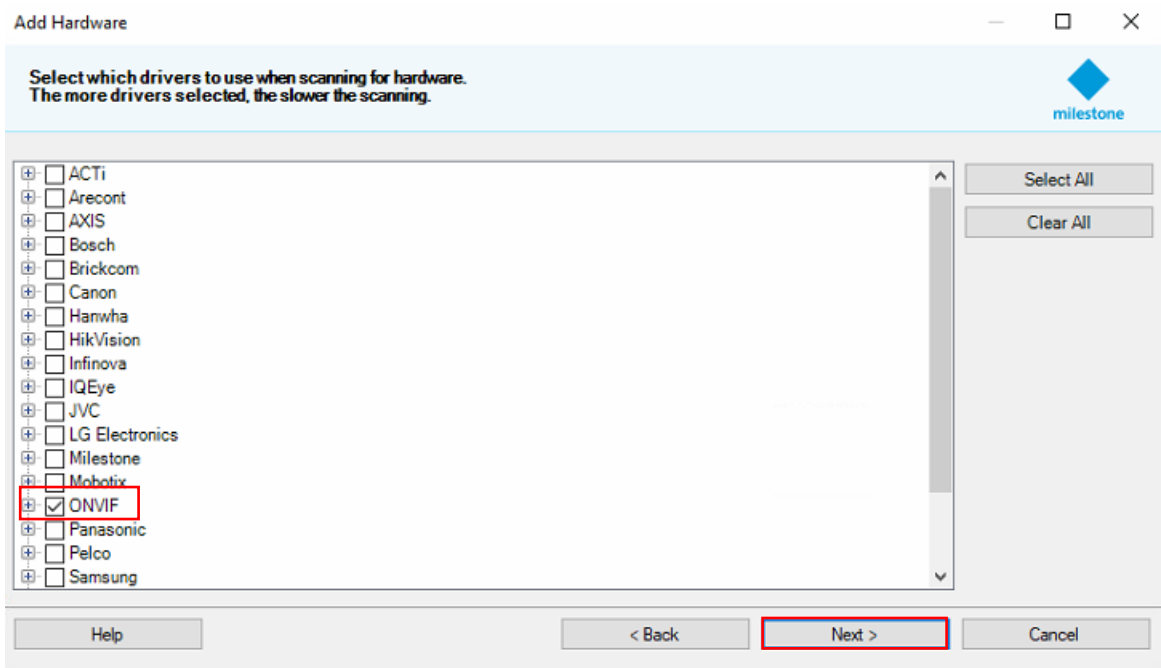 Add Hardware
Select which drivers to use when scanning for hardware.
The more drivers selected, the slower the scanning.
milestone
ACTi
Arecont
AXIS
Bosch
Brickcom
Canon
Hanwha
HikVision
Infinova
IQEye
JVC
LG Electronics
Milestone
Mobotix
ONVIF
Panasonic
Pelco
Samsung
Select All
Clear All
Help
< Back
Next >
Cancel